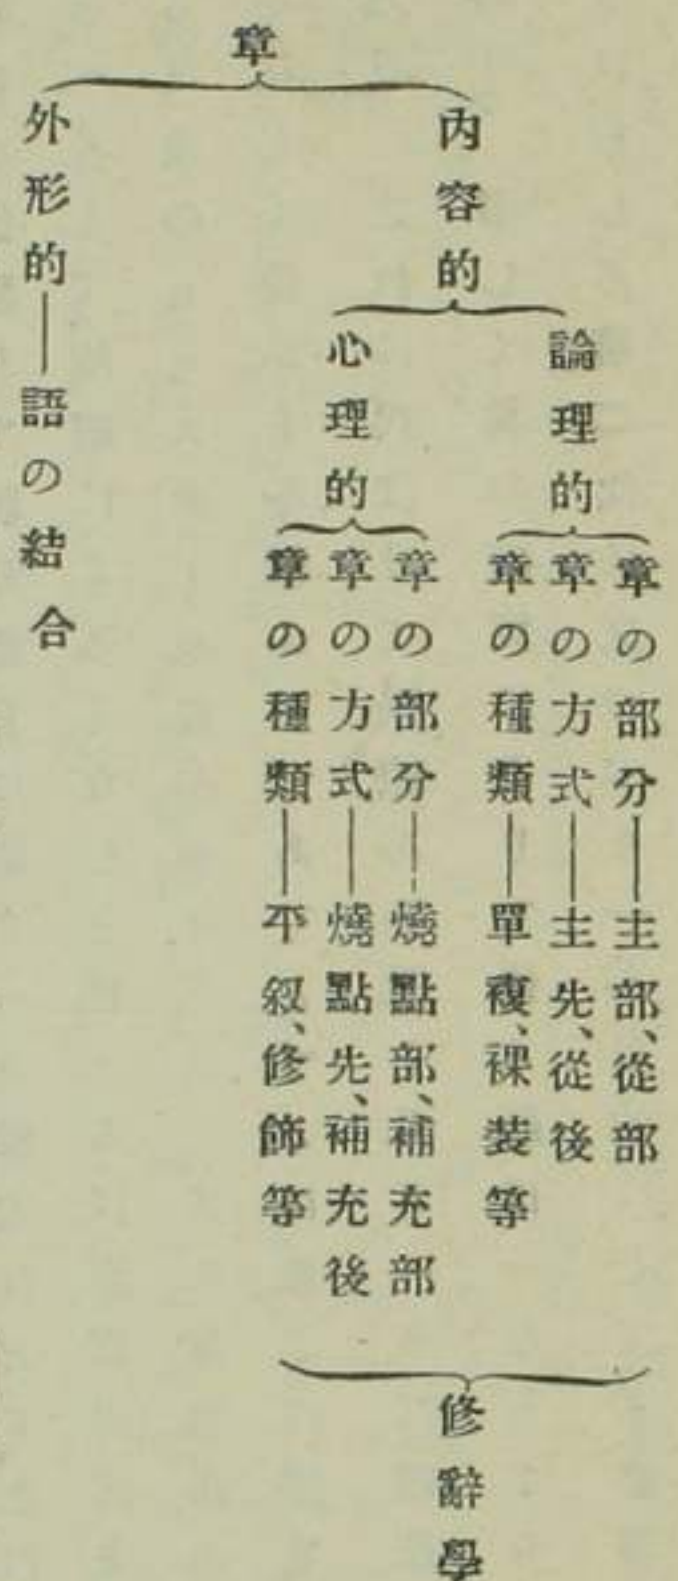 章
內容的
論理的
章の部分——主部、從部
章の方式——主先、從後
章の種類——單複、裸裝等
心理的
章の部分——燒點部、補充部
章の方式——燒點先、補充後
章の種類——平叙、修飾等
修辭學
外形的——語の結合